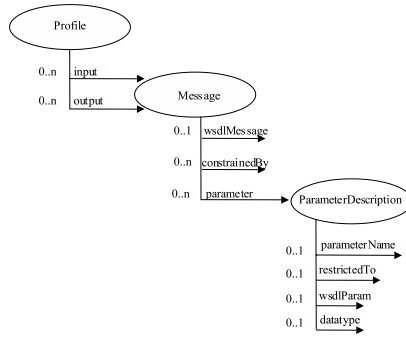 Profile
0..n input
0..n output
Message
0..1 wsdlMessage
0..n constrainedBy
0..n parameter
ParameterDescription
0..1 parameterName
0..1 restrictedTo
0..1 wsdlParam
0..1 datatype